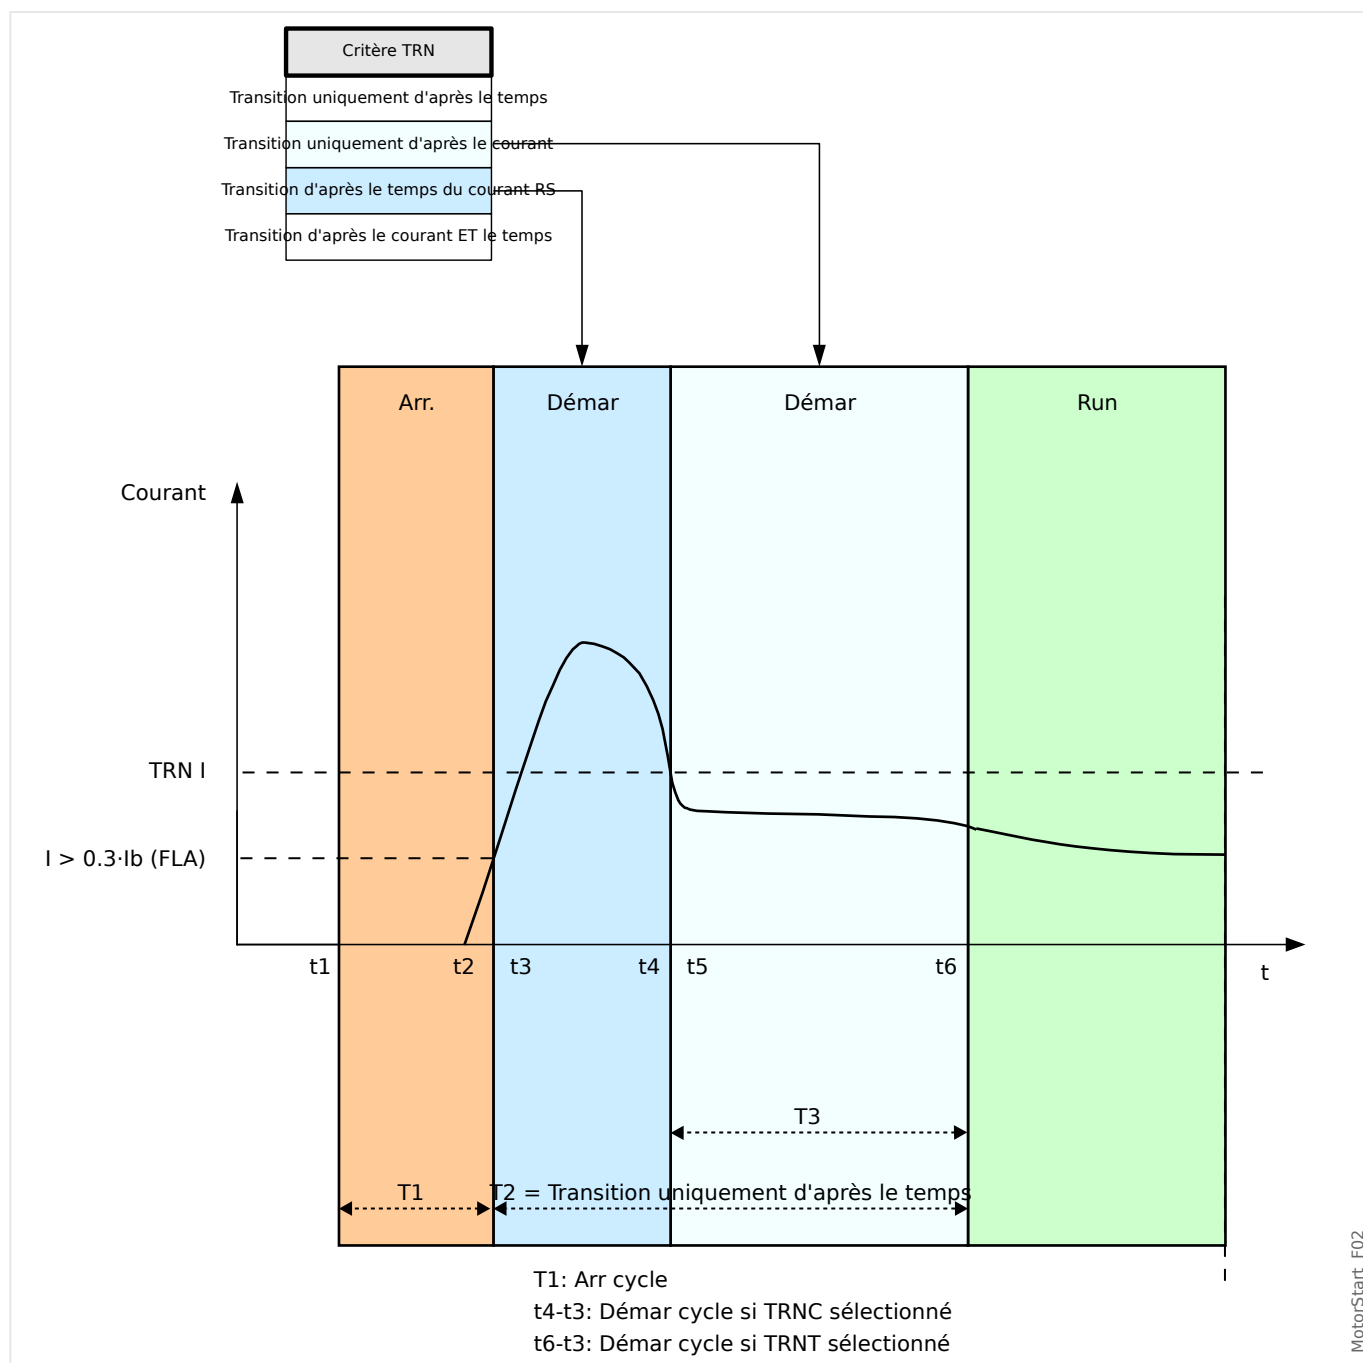 Critère TRN
Transition uniquement d'après le temps
Transition uniquement d'après le courant
Transition d'après le temps du courant RS
Transition d'après le courant ET le temps
Arr.
Démar
Démar
Run
Courant
TRN I
I > 0.3·Ib (FLA)
t1
t2
t3
t4
t5
t6
t
T3
T1
T2 = Transition uniquement d'après le temps
T1: Arr cycle
t4-t3: Démar cycle si TRNC sélectionné
t6-t3: Démar cycle si TRNT sélectionné
MotorStart_F02